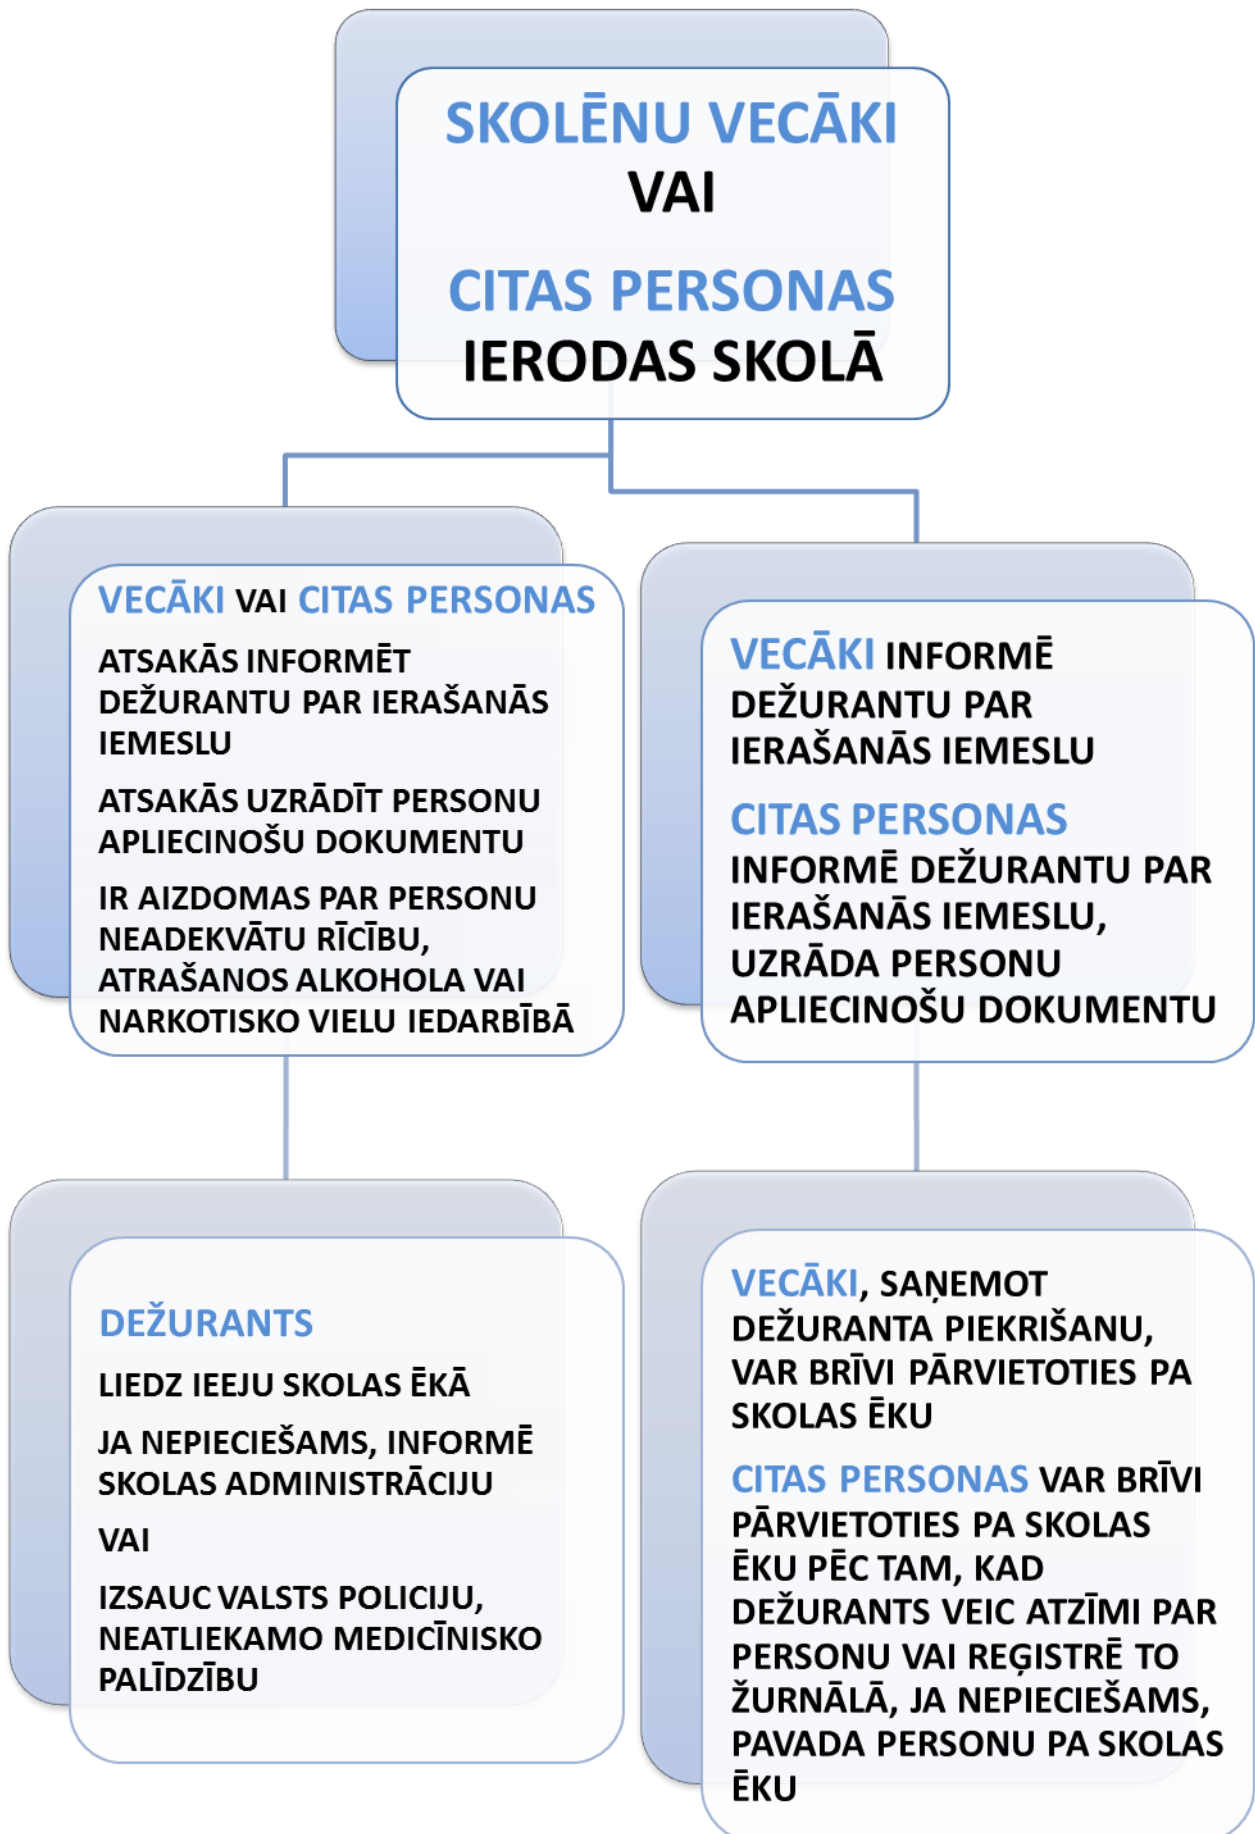 SKOLĒNU VECĀKI
VAI
CITAS PERSONAS
IERODAS SKOLĀ
VECĀKI VAI CITAS PERSONAS
ATSAKĀS INFORMĒT
DEŽURANTU PAR IERAŠANĀS
IEMESLU
ATSAKĀS UZRĀDĪT PERSONU
APLIECINOŠU DOKUMENTU
IR AIZDOMAS PAR PERSONU
NEADEKVĀTU RĪCĪBU,
ATRAŠANOS ALKOHOLA VAI
NARKOTISKO VIELU IEDARBĪBĀ
VECĀKI INFORMĒ
DEŽURANTU PAR
IERAŠANĀS IEMESLU
CITAS PERSONAS
INFORMĒ DEŽURANTU PAR
IERAŠANĀS IEMESLU,
UZRĀDA PERSONU
APLIECINOŠU DOKUMENTU
DEŽURANTS
LIEDZ IEEJU SKOLAS ĒKĀ
JA NEPIECIEŠAMS, INFORMĒ
SKOLAS ADMINISTRĀCIJU
VAI
IZSAUC VALSTS POLICIJU,
NEATLIEKAMO MEDICĪNISKO
PALĪDZĪBU
VECĀKI, SAŅEMOT
DEŽURANTA PIEKRIŠANU,
VAR BRĪVI PĀRVIETOTIES PA
SKOLAS ĒKU
CITAS PERSONAS VAR BRĪVI
PĀRVIETOTIES PA SKOLAS
ĒKU PĒC TAM, KAD
DEŽURANTS VEIC ATZĪMI PAR
PERSONU VAI REĢISTRĒ TO
ŽURNĀLĀ, JA NEPIECIEŠAMS,
PAVADA PERSONU PA SKOLAS
ĒKU